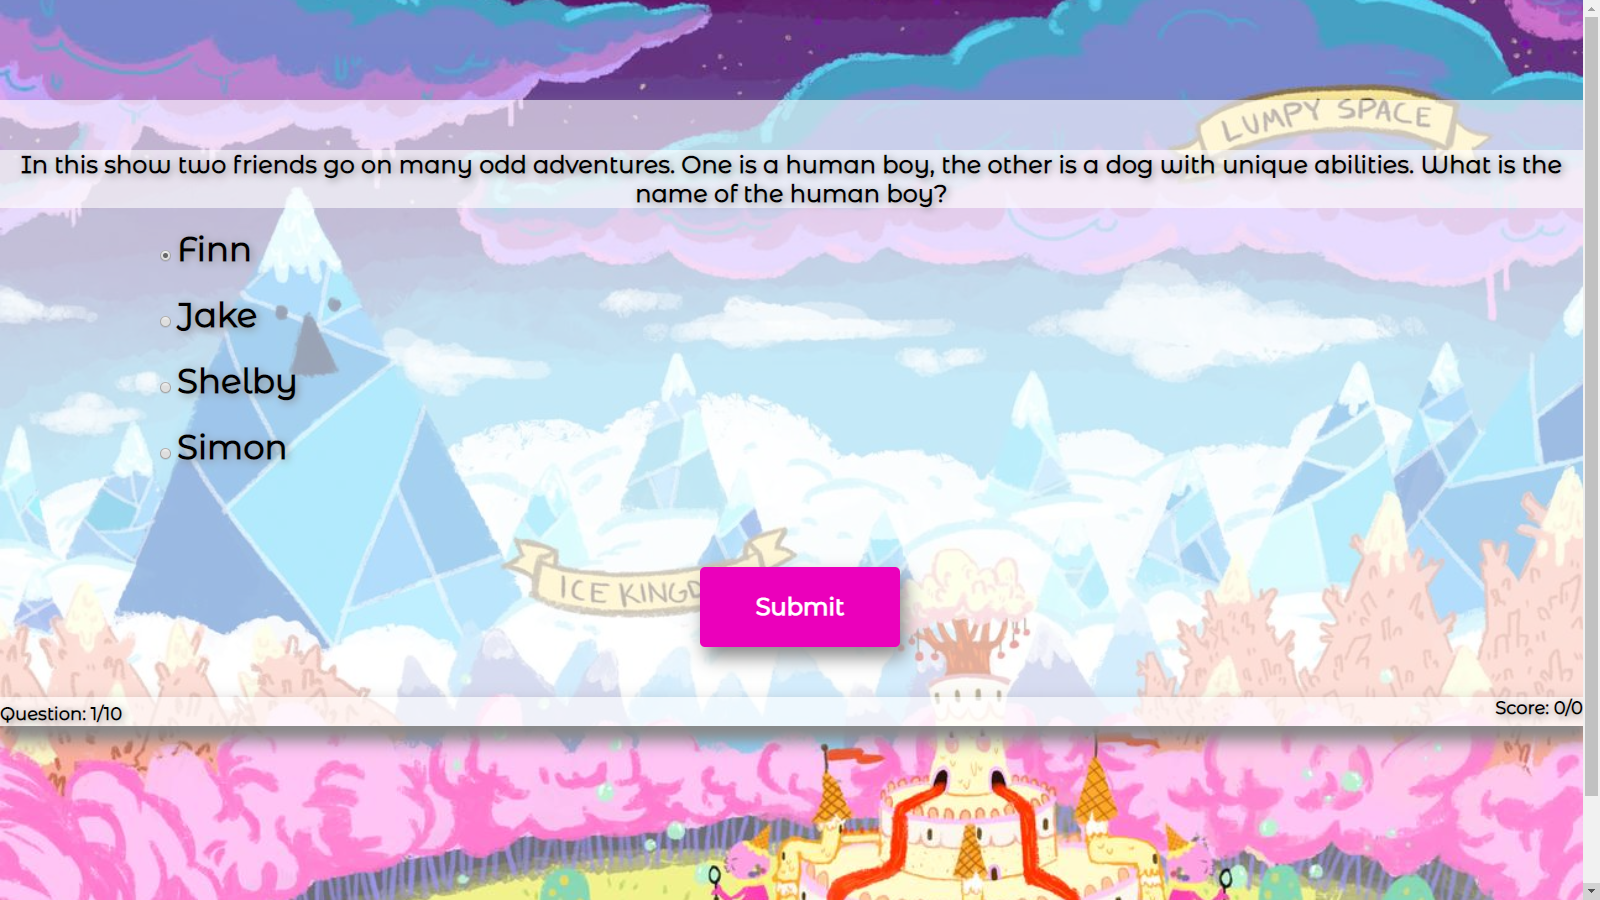 LUMPY SPACE
In this show two friends go on many odd adventures. One is a human boy, the other is a dog with unique abilities. What is the
name of the human boy?
Finn
Jake
Shelby
Simon
ICE KINGD
Submit
Question: 1/10
Score: 0/0